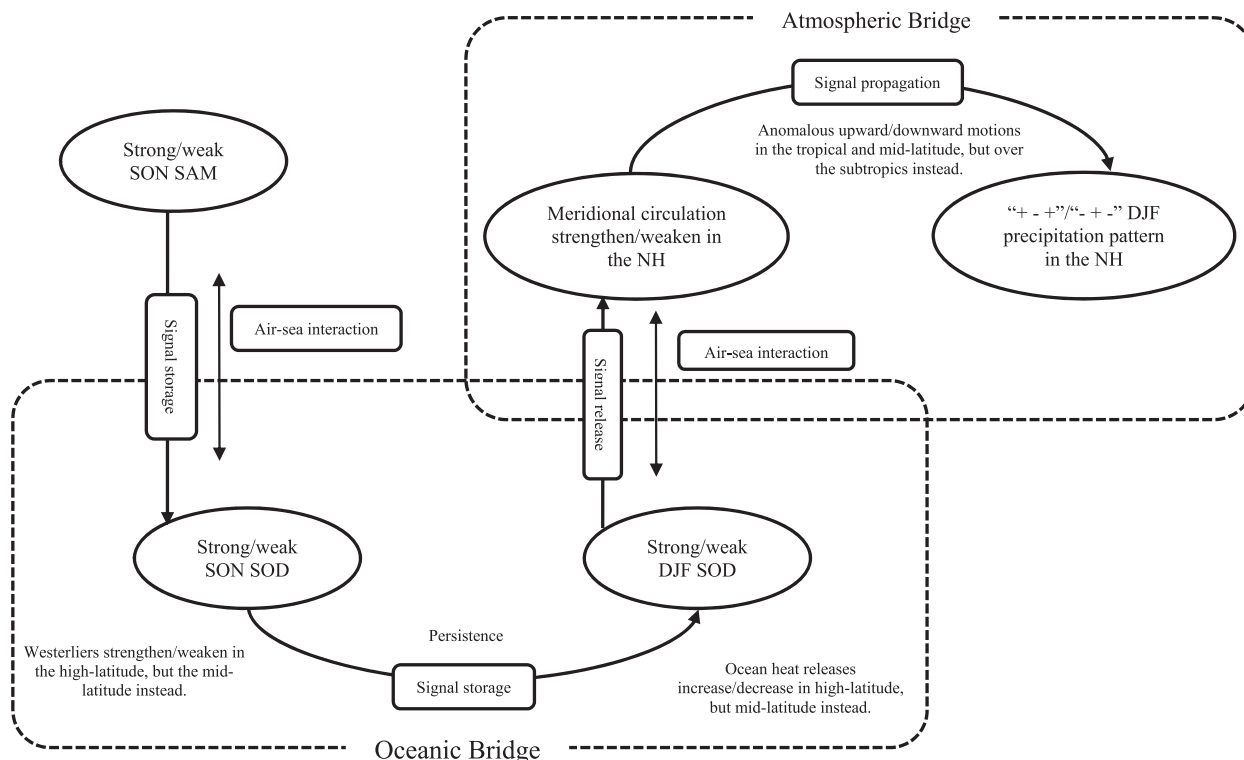 Atmospheric Bridge
Signal propagation
Anomalous upward/downward motions
in the tropical and mid-latitude, but over
the subtropics instead.
Strong/weak
SON SAM
Meridional circulation
strengthen/weaken in
the NH
“+ - +”/“- + -” DJF
precipitation pattern
in the NH
Signal storage
Air-sea interaction
Signal release
Air-sea interaction
Strong/weak
SON SOD
Strong/weak
DJF SOD
Westerliers strengthen/weaken in
the high-latitude, but the mid-
latitude instead.
Persistence
Signal storage
Ocean heat releases
increase/decrease in high-latitude,
but mid-latitude instead.
Oceanic Bridge